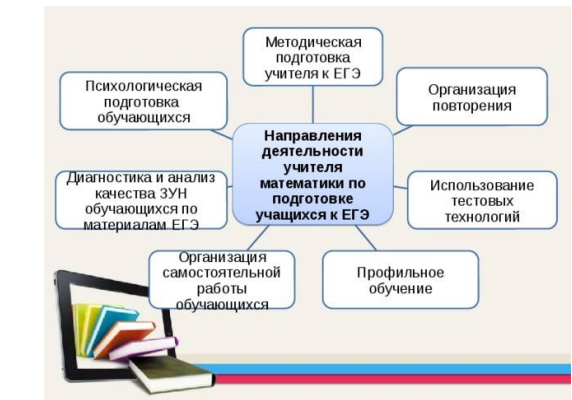 Методическая
подготовка
учителя к ЕГЭ
Психологическая
подготовка
обучающихся
Организация
повторения
Направления
деятельности
учителя
математики по
подготовке
учащихся к ЕГЭ
Диагностика и анализ
качества ЗУН
обучающихся по
материалам ЕГЭ
Использование
тестовых
технологий
Организация
самостоятельной
работы
обучающихся
Профильное
обучение